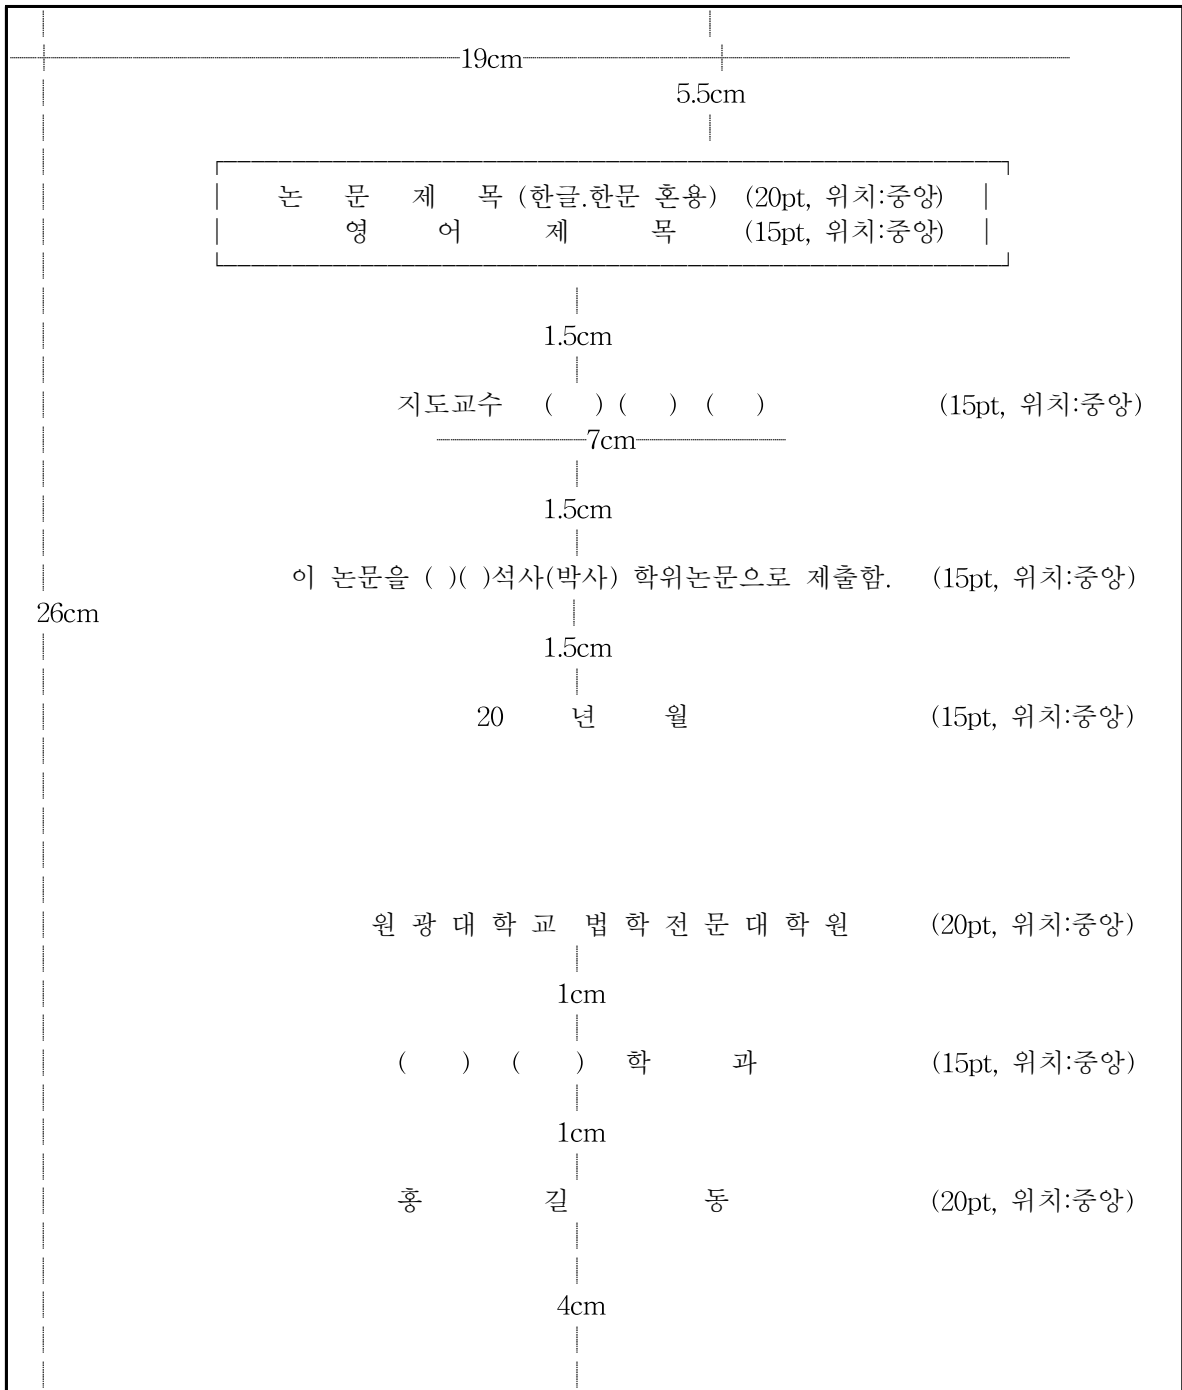 19cm
5.5cm
논 문 제 목 (한글.한문 혼용) (20pt, 위치:중앙)
영 어 제 목 (15pt, 위치:중앙)
1.5cm
지도교수 ( ) ( ) ( ) (15pt, 위치:중앙)
7cm
1.5cm
이 논문을 ( )( )석사(박사) 학위논문으로 제출함. (15pt, 위치:중앙)
26cm
1.5cm
20 년 월 (15pt, 위치:중앙)
원 광 대 학 교 법 학 전 문 대 학 원 (20pt, 위치:중앙)
1cm
( ) ( ) 학 과 (15pt, 위치:중앙)
1cm
홍 길 동 (20pt, 위치:중앙)
4cm